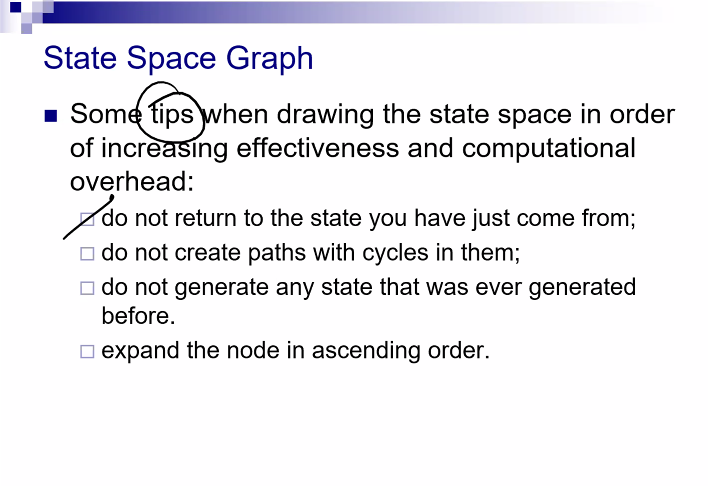 State Space Graph
Some tips when drawing the state space in order
of increasing effectiveness and computational
overhead:
do not return to the state you have just come from;
do not create paths with cycles in them;
do not generate any state that was ever generated
before.
expand the node in ascending order.